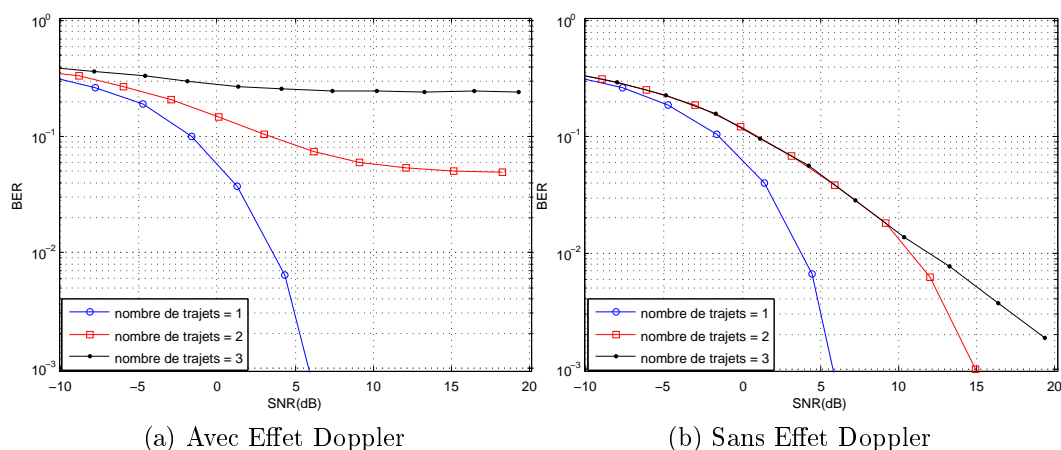 10^0
10^−1
10^−2
10^−3
BER
−10 −5 0 5 10 15 20
SNR(dB)
nombre de trajets = 1
nombre de trajets = 2
nombre de trajets = 3
(a) Avec Effet Doppler
10^0
10^−1
10^−2
10^−3
BER
−10 −5 0 5 10 15 20
SNR(dB)
nombre de trajets = 1
nombre de trajets = 2
nombre de trajets = 3
(b) Sans Effet Doppler